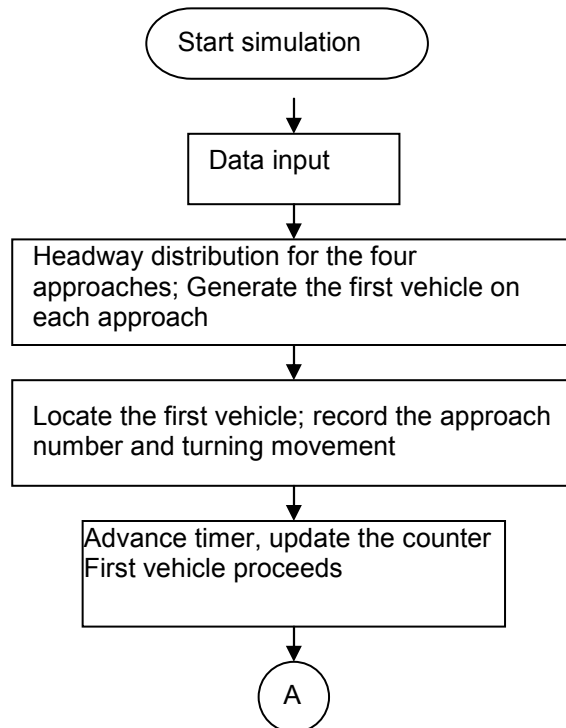 Start simulation
Data input
Headway distribution for the four
approaches; Generate the first vehicle on
each approach
Locate the first vehicle; record the approach
number and turning movement
Advance timer, update the counter
First vehicle proceeds
A